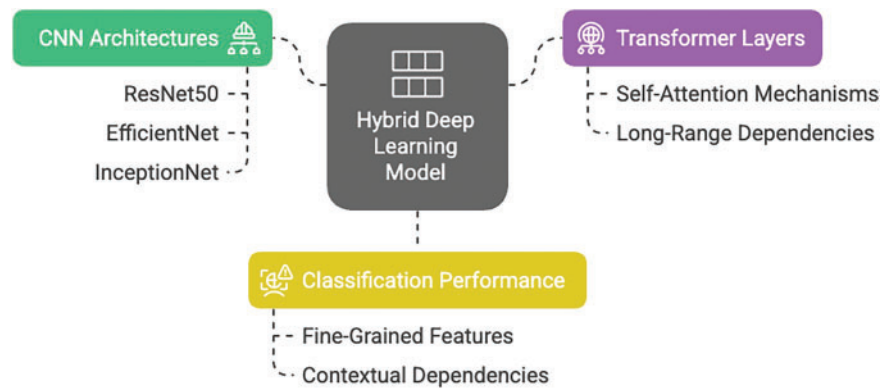 CNN Architectures
ResNet50
EfficientNet
InceptionNet
Hybrid Deep
Learning
Model
Transformer Layers
Self-Attention Mechanisms
Long-Range Dependencies
Classification Performance
Fine-Grained Features
Contextual Dependencies